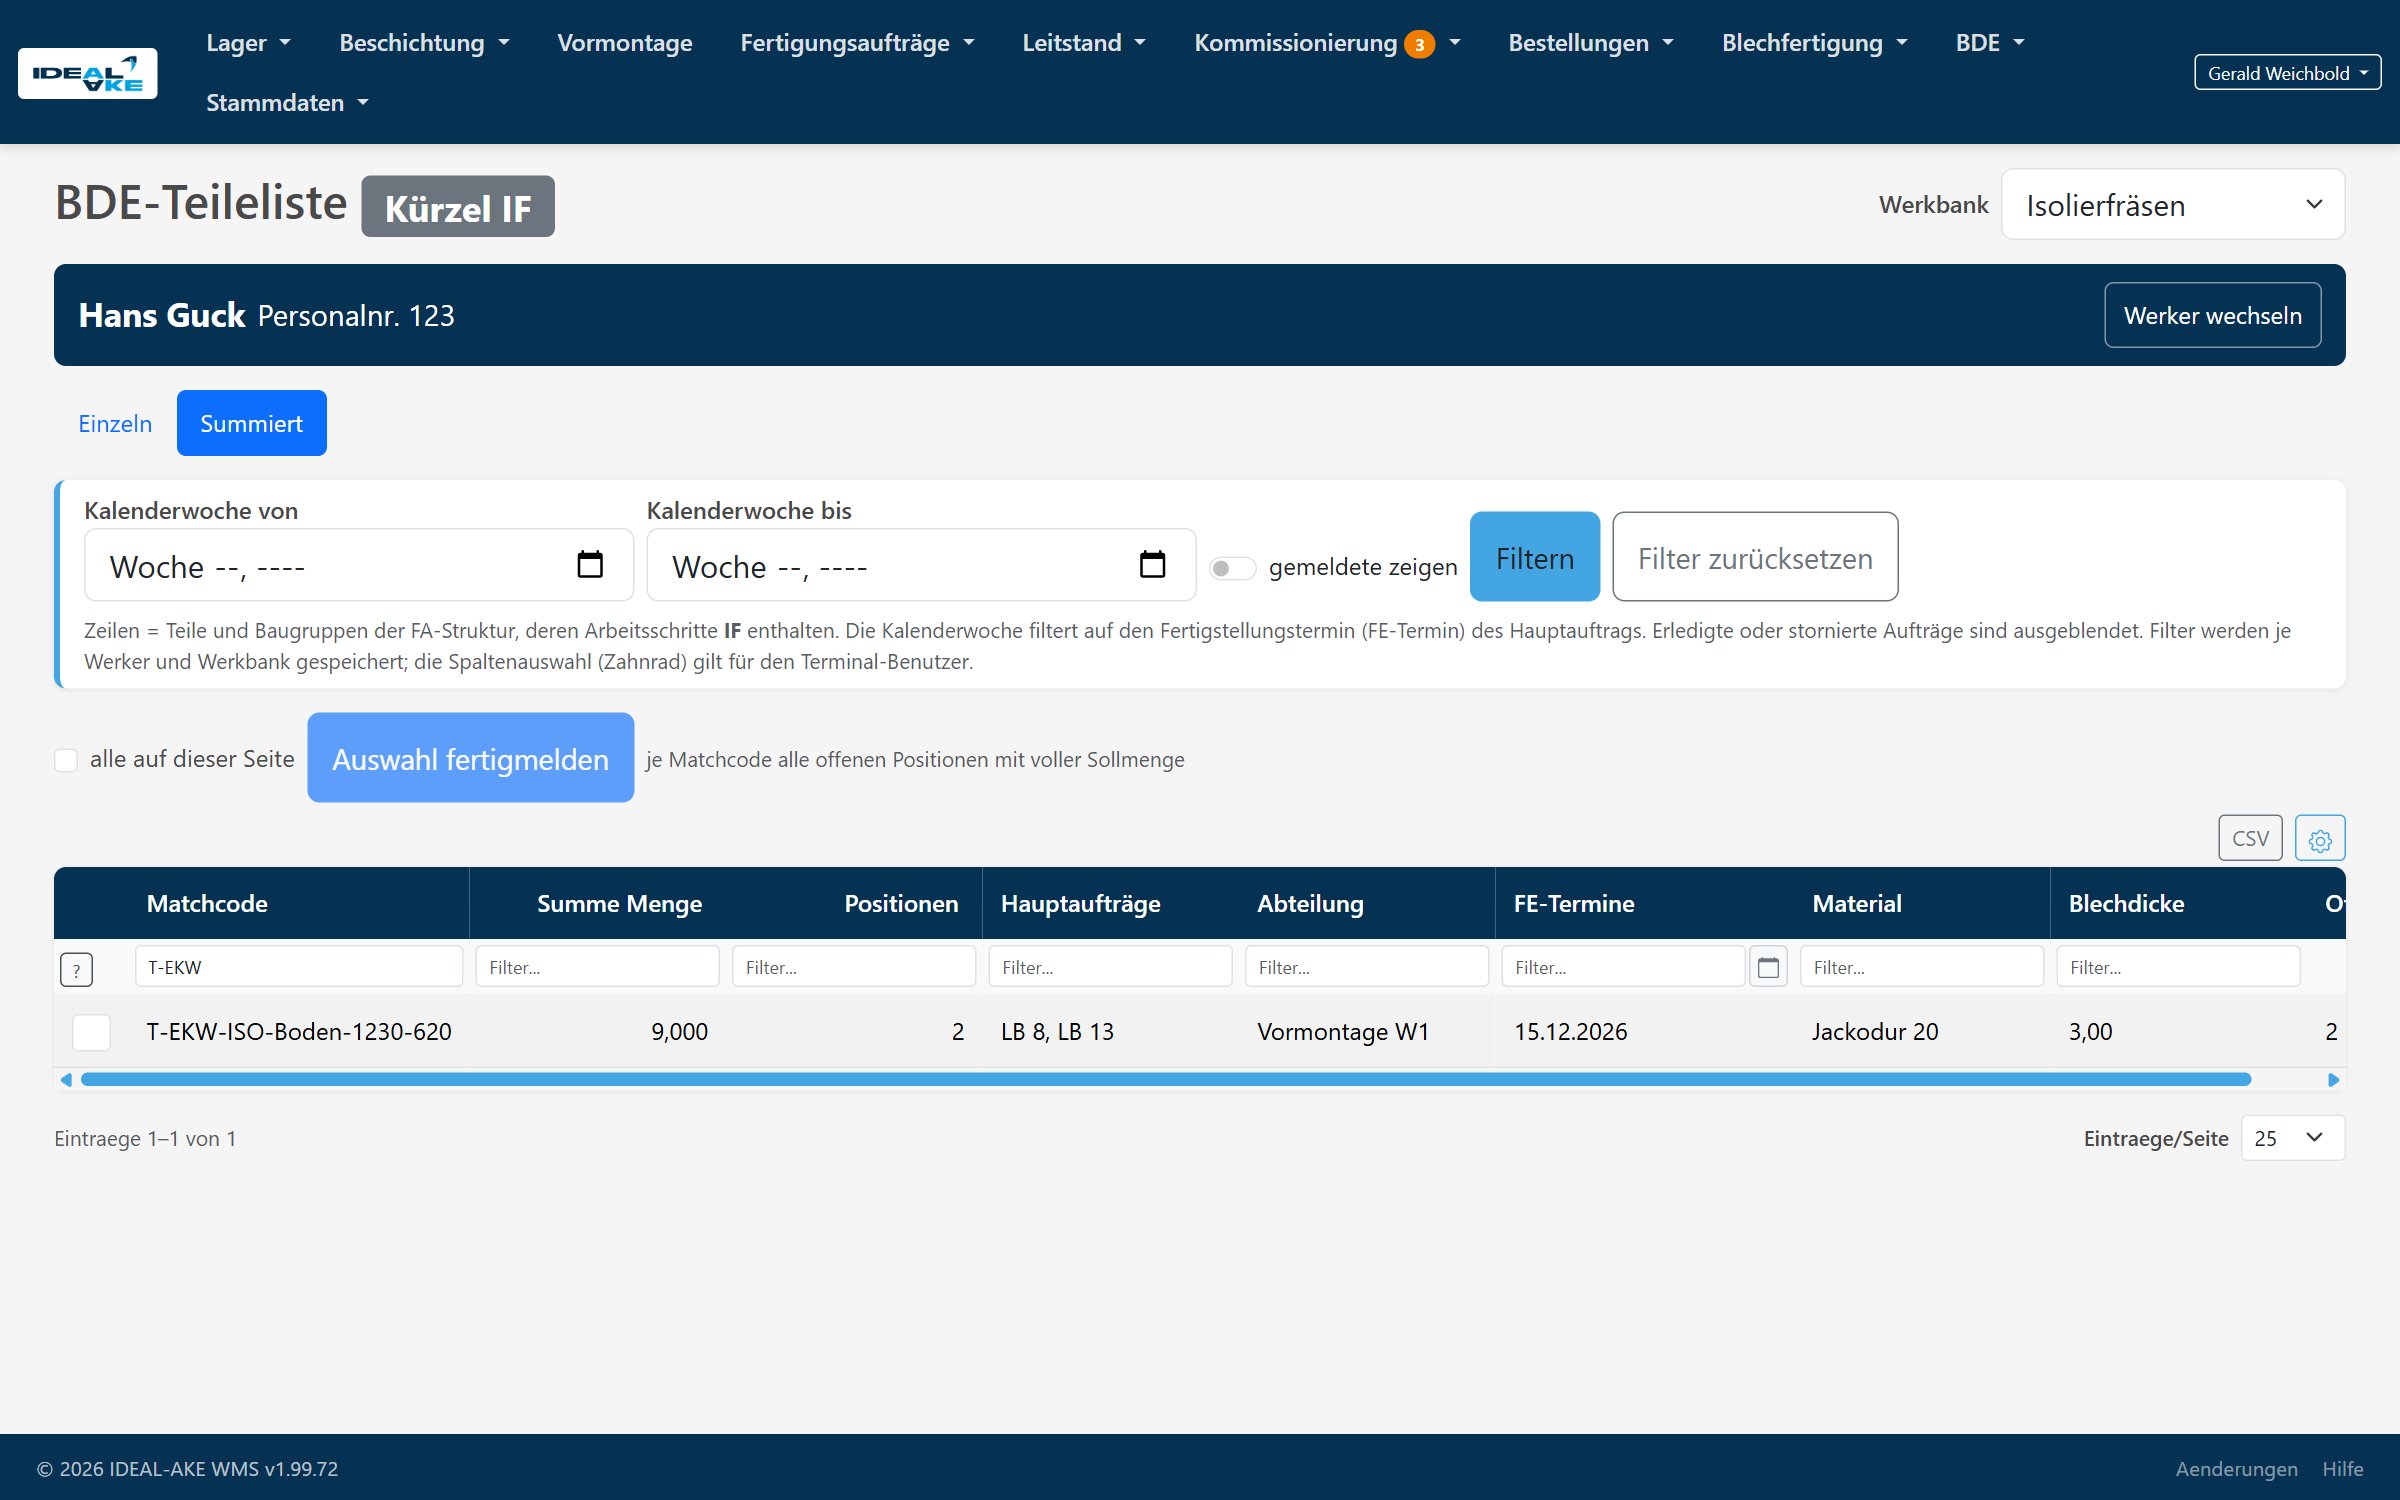 IDEAL AKE
Lager
Beschichtung
Vormontage
Fertigungsaufträge
Leitstand
Kommissionierung 3
Bestellungen
Blechfertigung
BDE
Stammdaten
Gerald Weichbold
BDE-Teileliste Kürzel IF
Werkbank Isolierfräsen
Hans Guck Personalnr. 123
Werker wechseln
Einzeln Summiert
Kalenderwoche von Kalenderwoche bis
Woche --, ---- Woche --, ---- gemeldete zeigen Filtern Filter zurücksetzen
Zeilen = Teile und Baugruppen der FA-Struktur, deren Arbeitsschritte IF enthalten. Die Kalenderwoche filtert auf den Fertigstellungstermin (FE-Termin) des Hauptauftrags. Erledigte oder stornierte Aufträge sind ausgeblendet. Filter werden je
Werker und Werkbank gespeichert; die Spaltenauswahl (Zahnrad) gilt für den Terminal-Benutzer.
alle auf dieser Seite Auswahl fertigmelden je Matchcode alle offenen Positionen mit voller Sollmenge
CSV
Matchcode Summe Menge Positionen Hauptaufträge Abteilung FE-Termine Material Blechdicke
? T-EKW Filter... Filter... Filter... Filter... Filter... Filter... Filter...
T-EKW-ISO-Boden-1230-620 9,000 2 LB 8, LB 13 Vormontage W1 15.12.2026 Jackodur 20 3,00 2
Eintraege 1–1 von 1
Eintraege/Seite 25
© 2026 IDEAL-AKE WMS v1.99.72
Aenderungen Hilfe